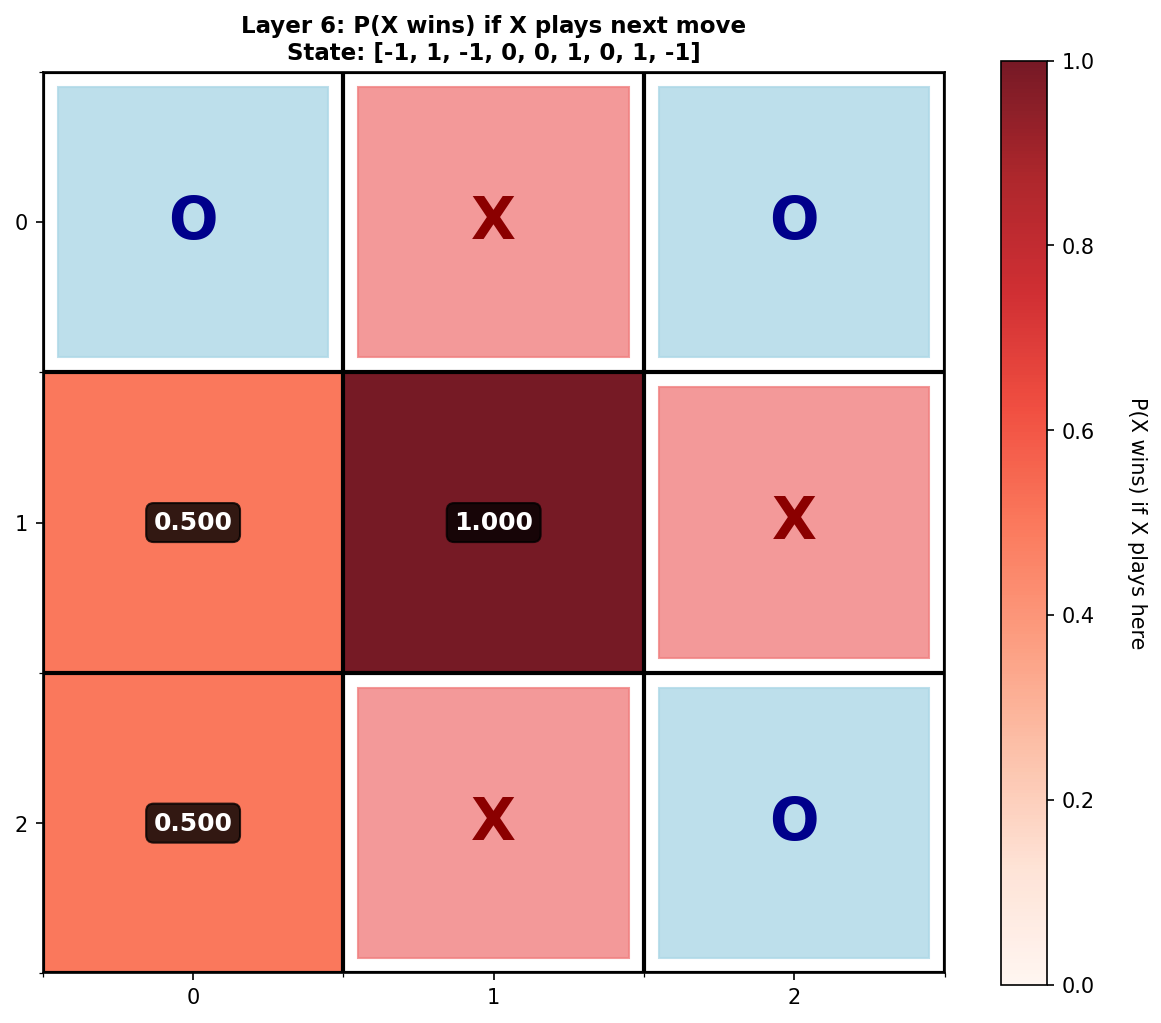 Layer 6: P(X wins) if X plays next move
State: [-1, 1, -1, 0, 0, 1, 0, 1, -1]
0
O
X
O
1
0.500
1.000
X
2
0.500
X
O
0
1
2
1.0
0.8
0.6
0.4
0.2
0.0
P(X wins) if X plays here